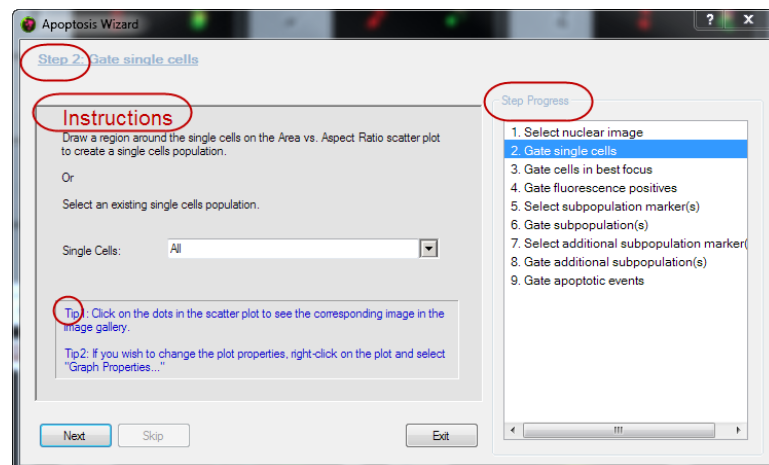 Apoptosis Wizard
Step 2: Gate single cells
Instructions
Draw a region around the single cells on the Area vs. Aspect Ratio scatter plot
to create a single cells population.
Or
Select an existing single cells population.
Single Cells: All
Tip1: Click on the dots in the scatter plot to see the corresponding image in the
image gallery.
Tip2: If you wish to change the plot properties, right-click on the plot and select
"Graph Properties..."
Next
Skip
Exit
Step Progress
1. Select nuclear image
2. Gate single cells
3. Gate cells in best focus
4. Gate fluorescence positives
5. Select subpopulation marker(s)
6. Gate subpopulation(s)
7. Select additional subpopulation marker(
8. Gate additional subpopulation(s)
9. Gate apoptotic events